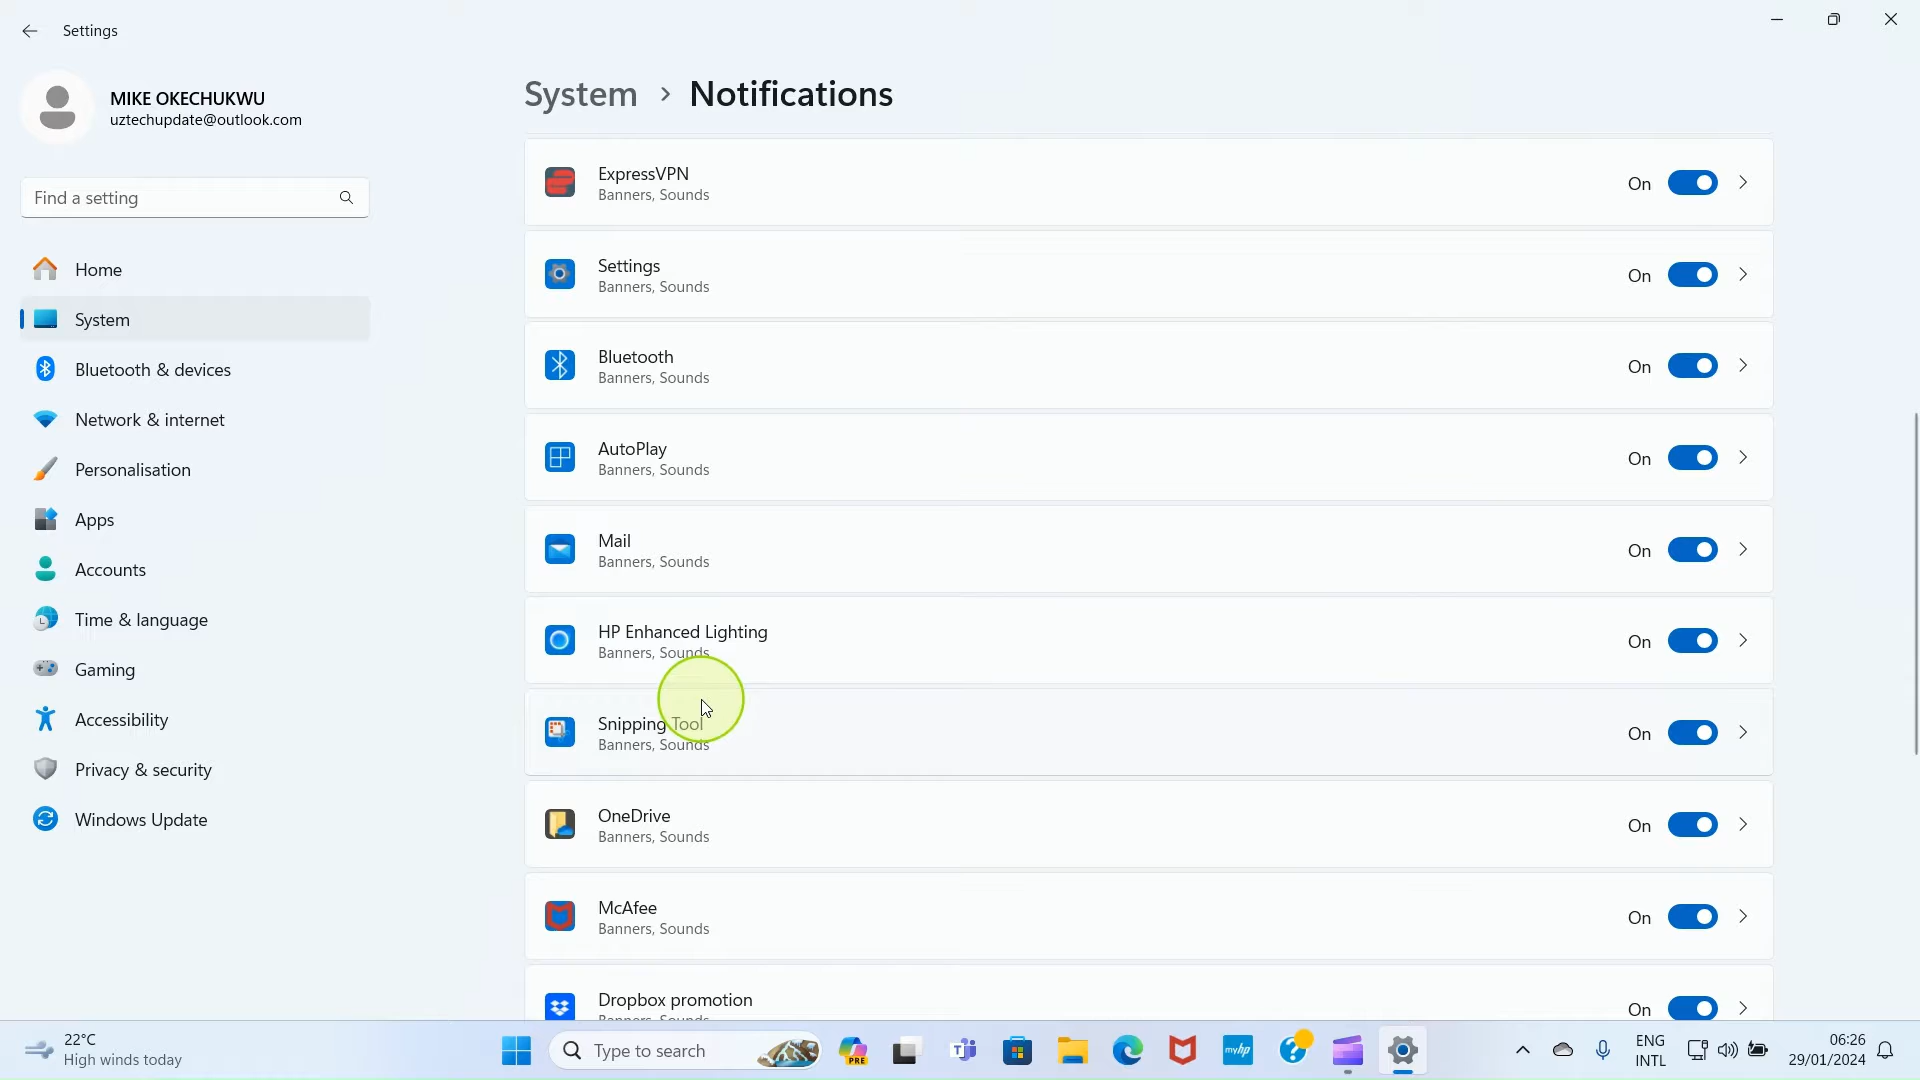 Settings
MIKE OKECHUKWU
uztechupdate@outlook.com
Find a setting
Home
System
Bluetooth & devices
Network & internet
Personalisation
Apps
Accounts
Time & language
Gaming
Accessibility
Privacy & security
Windows Update
System > Notifications
ExpressVPN
Banners, Sounds
On
Settings
Banners, Sounds
On
Bluetooth
Banners, Sounds
On
AutoPlay
Banners, Sounds
On
Mail
Banners, Sounds
On
HP Enhanced Lighting
Banners, Sounds
On
Snipping Tool
Banners, Sounds
On
OneDrive
Banners, Sounds
On
McAfee
Banners, Sounds
On
Dropbox promotion
Banners, Sounds
On
22°C
High winds today
Type to search
PRE
myhp
ENG
INTL
06:26
29/01/2024